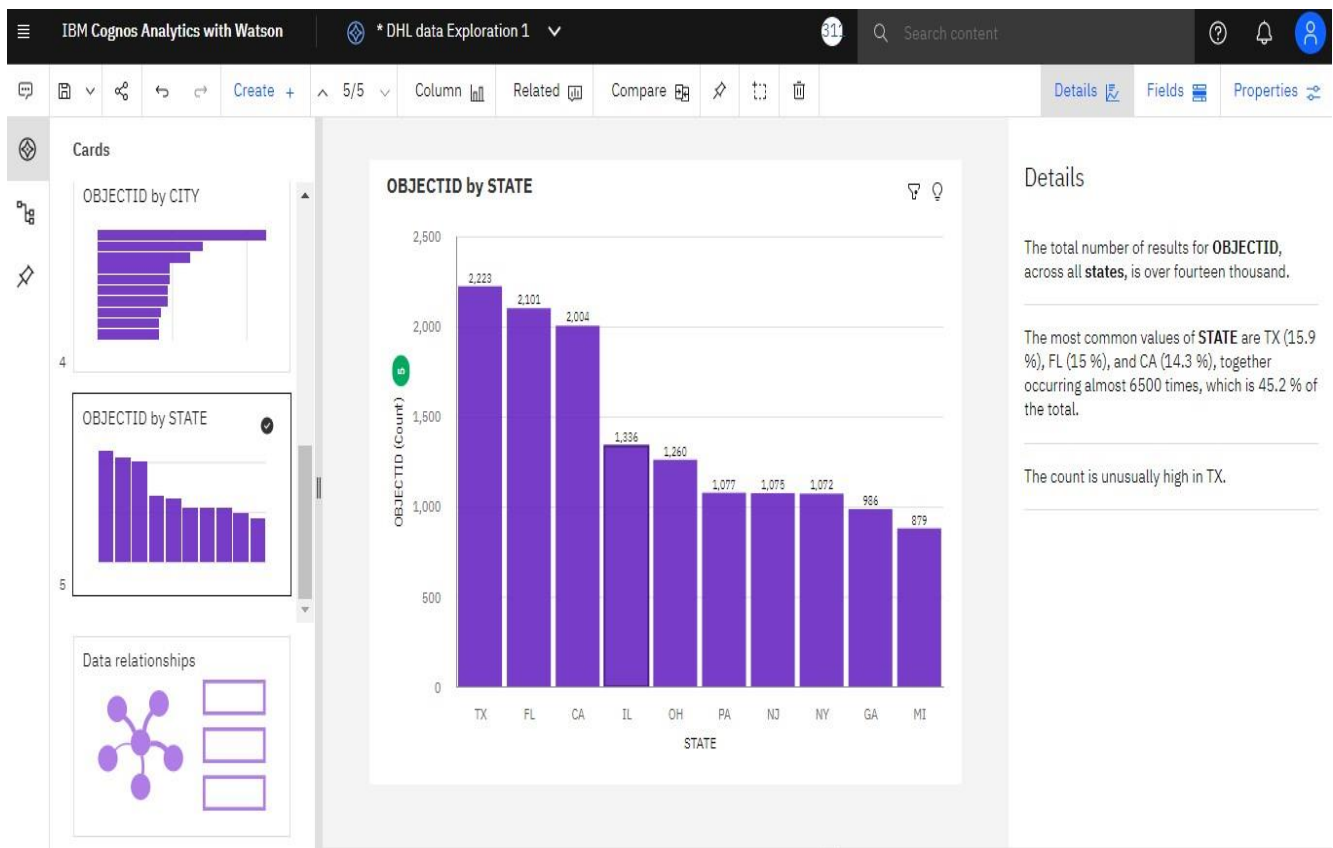 IBM Cognos Analytics with Watson
* DHL data Exploration 1
Search content
Create +
5/5
Column
Related
Compare
Details
Fields
Properties
Cards
OBJECTID by CITY
4
OBJECTID by STATE
5
Data relationships
OBJECTID by STATE
OBJECTID (Count)
2,500
2,000
1,500
1,000
500
0
2,223
2,101
2,004
1,336
1,260
1,077
1,075
1,072
986
879
TX FL CA IL OH PA NJ NY GA MI
STATE
Details
The total number of results for OBJECTID,
across all states, is over fourteen thousand.
The most common values of STATE are TX (15.9
%), FL (15 %), and CA (14.3 %), together
occurring almost 6500 times, which is 45.2 % of
the total.
The count is unusually high in TX.